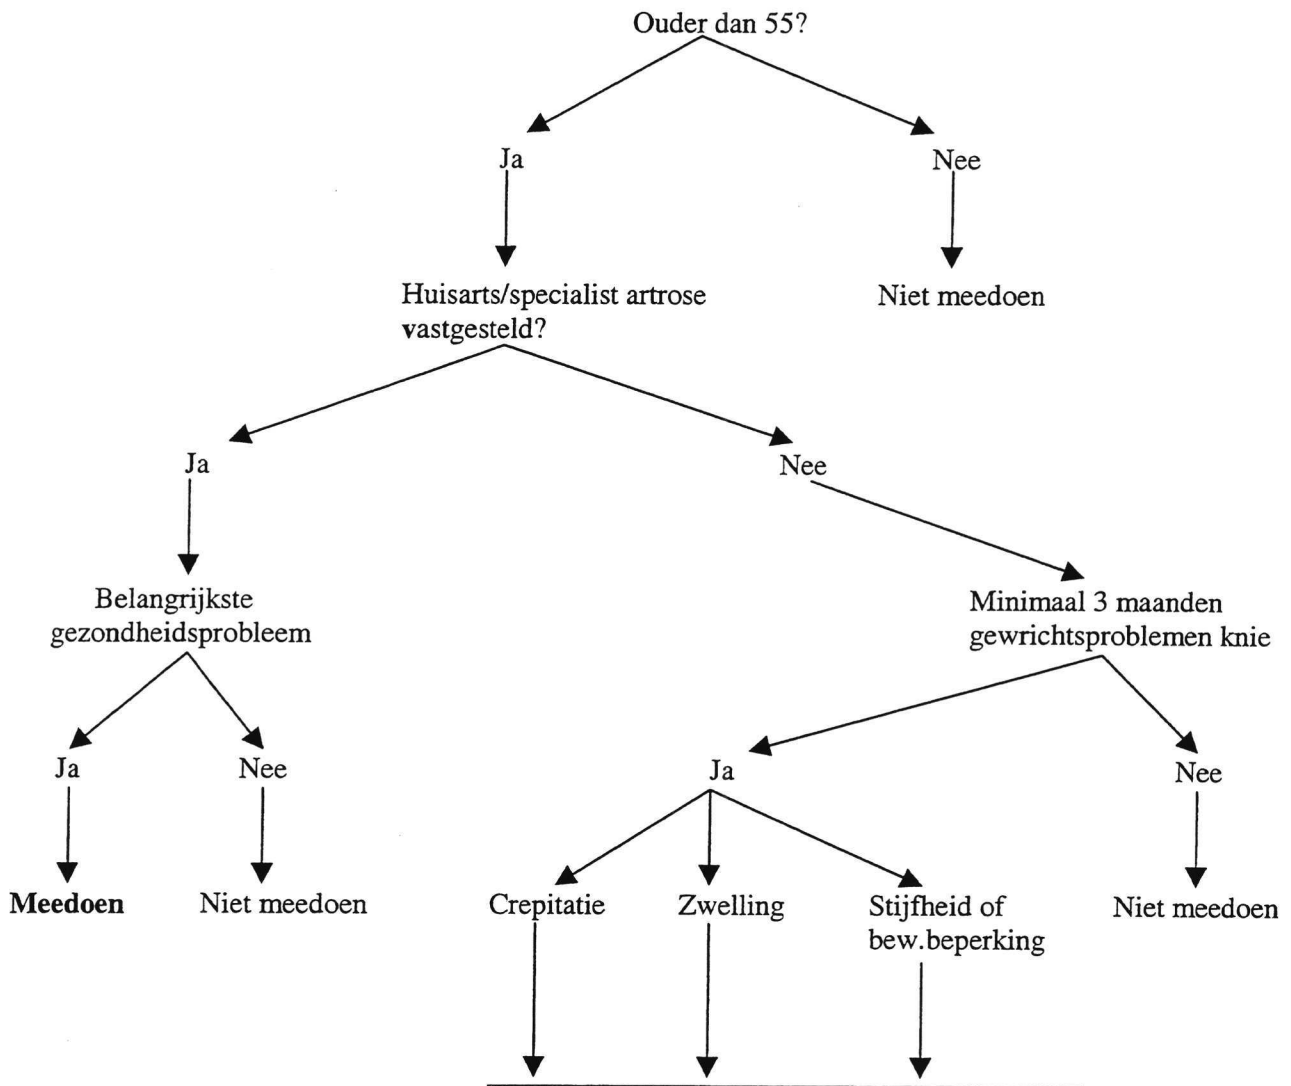 Ouder dan 55?
Ja
Nee
Huisarts/specialist artrose
vastgesteld?
Niet meedoen
Ja
Nee
Belangrijkste
gezondheidsprobleem
Minimaal 3 maanden
gewrichtsproblemen knie
Ja
Nee
Ja
Nee
Meedoen
Niet meedoen
Crepitatie
Zwelling
Stijfheid of
bew.beperking
Niet meedoen